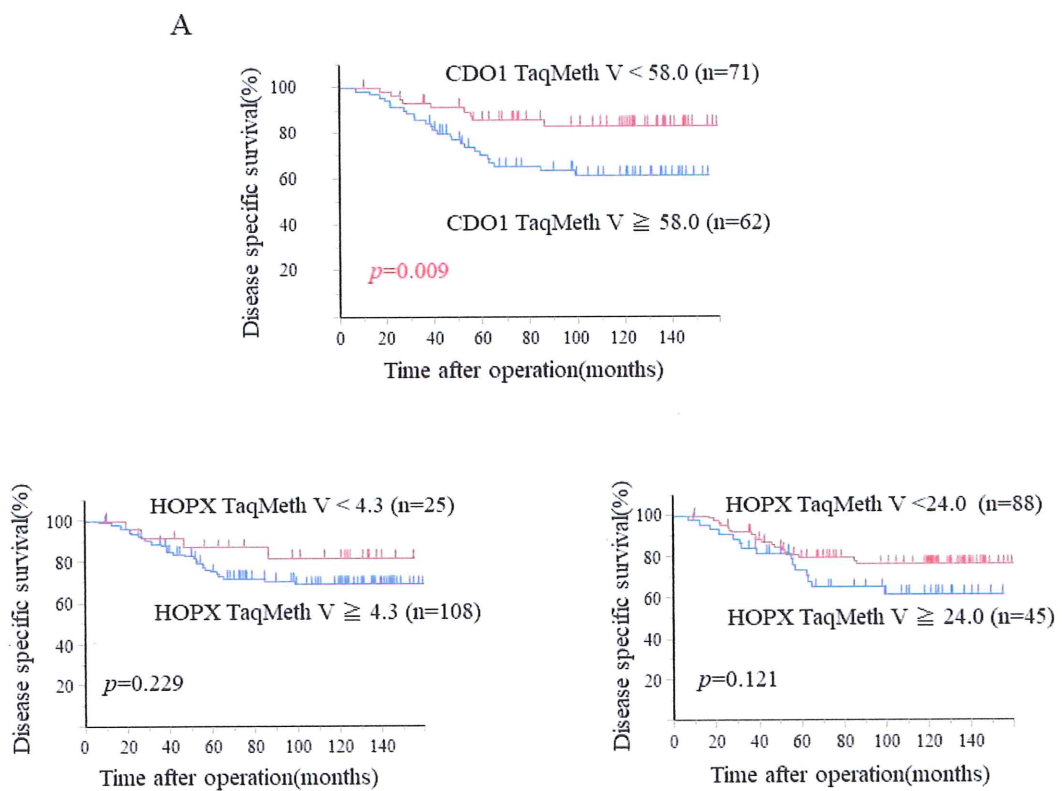 A
CDO1 TaqMeth V < 58.0 (n=71)
Disease specific survival(%)
100
80
60
40
20
CDO1 TaqMeth V ≧ 58.0 (n=62)
p=0.009
0 20 40 60 80 100 120 140
Time after operation(months)
HOPX TaqMeth V < 4.3 (n=25)
Disease specific survival(%)
100
80
60
40
20
HOPX TaqMeth V ≧ 4.3 (n=108)
p=0.229
0 20 40 60 80 100 120 140
Time after operation(months)
HOPX TaqMeth V <24.0 (n=88)
Disease specific survival(%)
100
80
60
40
20
HOPX TaqMeth V ≧ 24.0 (n=45)
p=0.121
0 20 40 60 80 100 120 140
Time after operation(months)